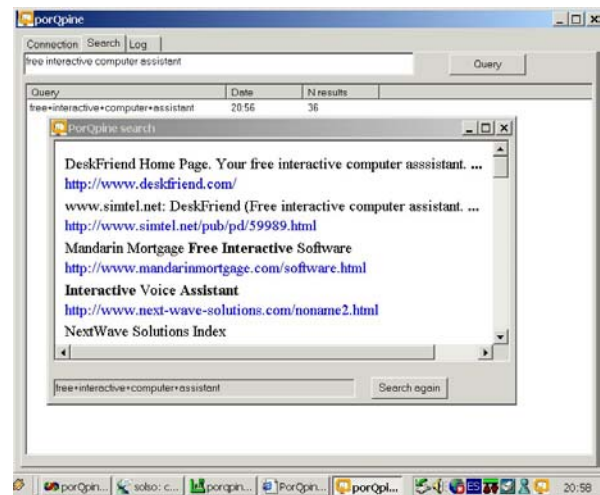 porQpine
Connection Search Log
free interactive computer assistant Query
Query Date N results
free+interactive+computer+assistant 20:56 36
PorQpine search
DeskFriend Home Page. Your free interactive computer asssistant. ...
http://www.deskfriend.com/
www.simtel.net: DeskFriend (Free interactive computer assistant. ...
http://www.simtel.net/pub/pd/59989.html
Mandarin Mortgage Free Interactive Software
http://www.mandarinmortgage.com/software.html
Interactive Voice Assistant
http://www.next-wave-solutions.com/noname2.html
NextWave Solutions Index
free+interactive+computer+assistant Search again
porQpin... solso: c... porqpin... PorQpin... porQpi... ES 20:58